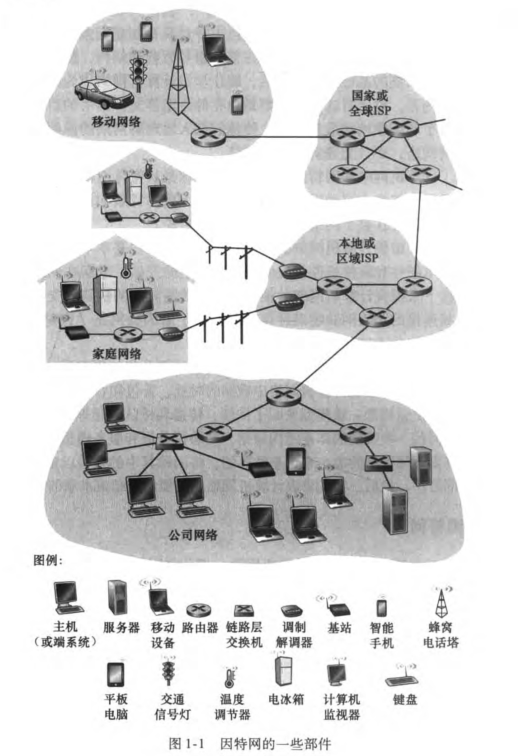 移动网络
国家或
全球ISP
本地或
区域ISP
家庭网络
公司网络
图例:
主机
(或端系统)
服务器
移动
设备
路由器
链路层
交换机
调制
解调器
基站
智能
手机
蜂窝
电话塔
平板
电脑
交通
信号灯
温度
调节器
电冰箱
计算机
监视器
键盘
图 1-1 因特网的一些部件